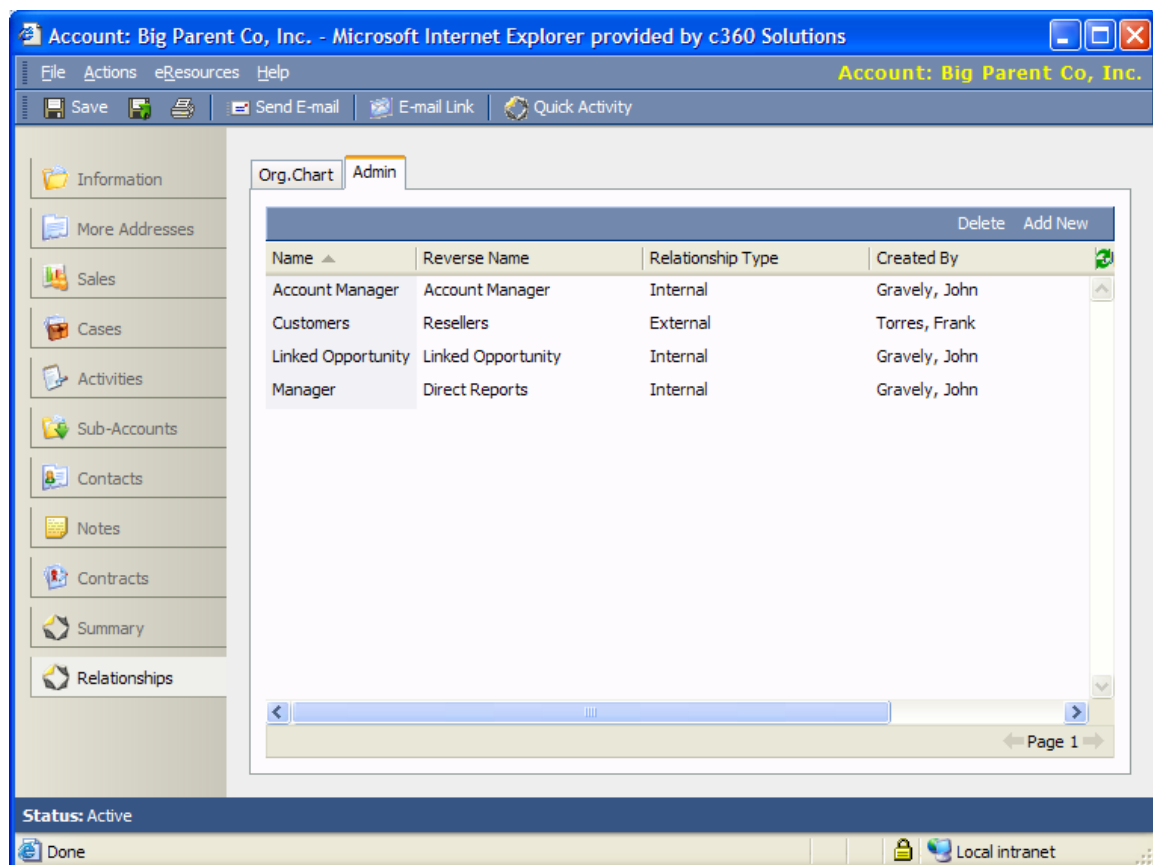 Account: Big Parent Co, Inc. - Microsoft Internet Explorer provided by c360 Solutions
File Actions eResources Help Account: Big Parent Co, Inc.
Save Send E-mail E-mail Link Quick Activity
Information
More Addresses
Sales
Cases
Activities
Sub-Accounts
Contacts
Notes
Contracts
Summary
Relationships
Org.Chart Admin
Delete Add New
Name Reverse Name Relationship Type Created By
Account Manager Account Manager Internal Gravely, John
Customers Resellers External Torres, Frank
Linked Opportunity Linked Opportunity Internal Gravely, John
Manager Direct Reports Internal Gravely, John
Page 1
Status: Active
Done Local intranet